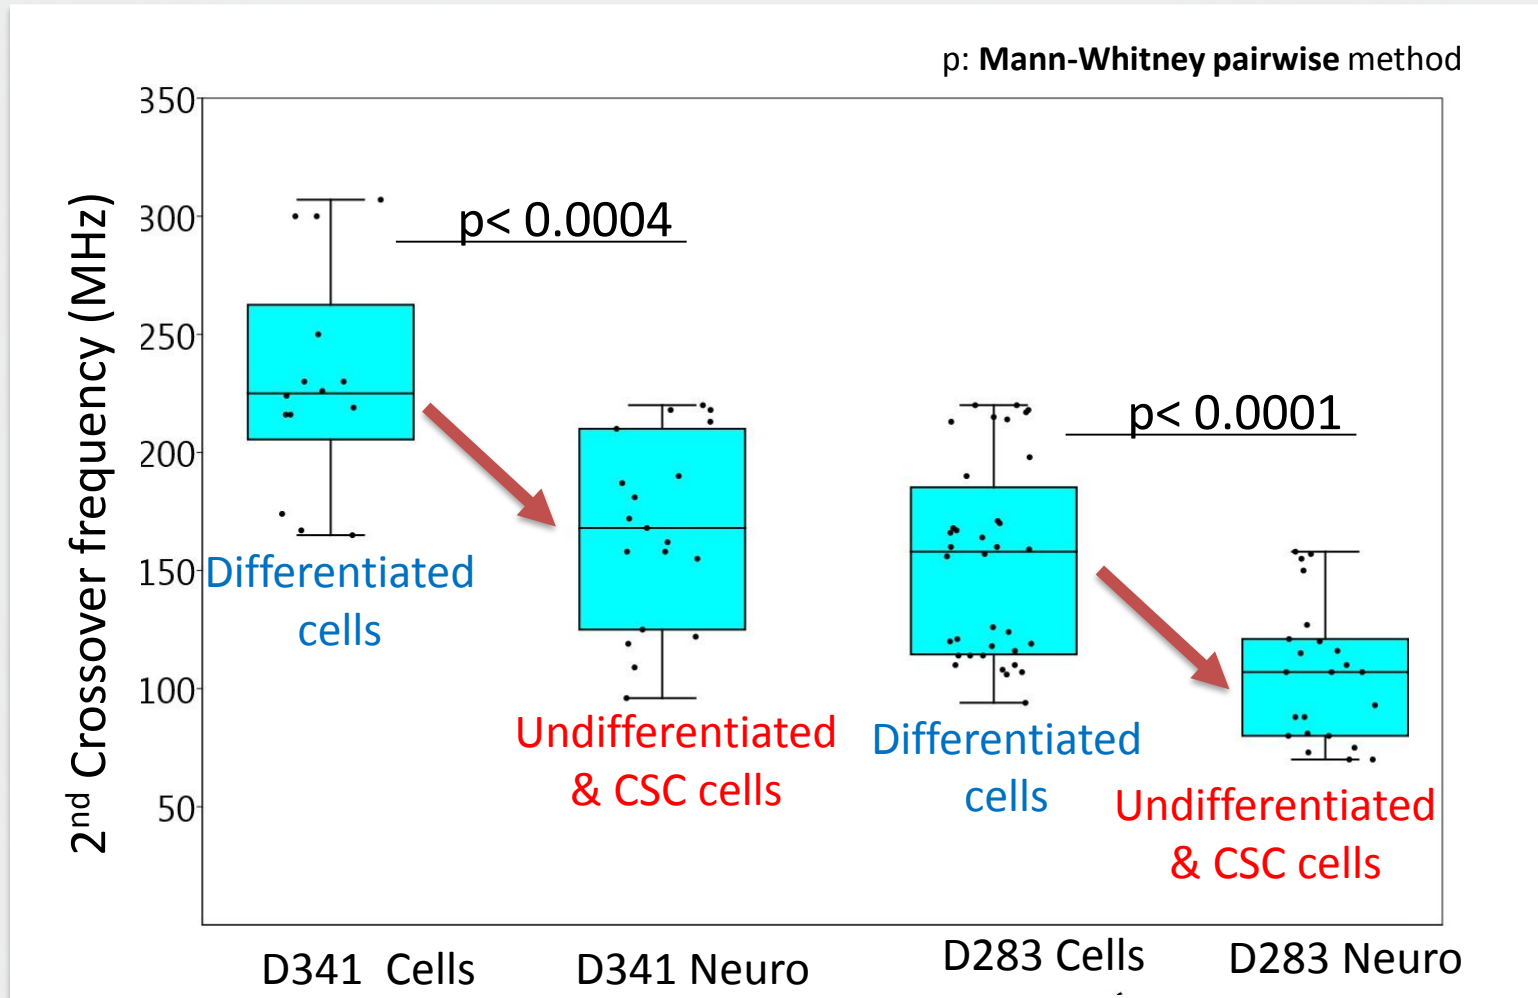 p: Mann-Whitney pairwise method
350
300
250
200
150
100
50
2nd Crossover frequency (MHz)
p< 0.0004
p< 0.0001
Differentiated
cells
Undifferentiated
& CSC cells
Differentiated
cells
Undifferentiated
& CSC cells
D341 Cells
D341 Neuro
D283 Cells
D283 Neuro